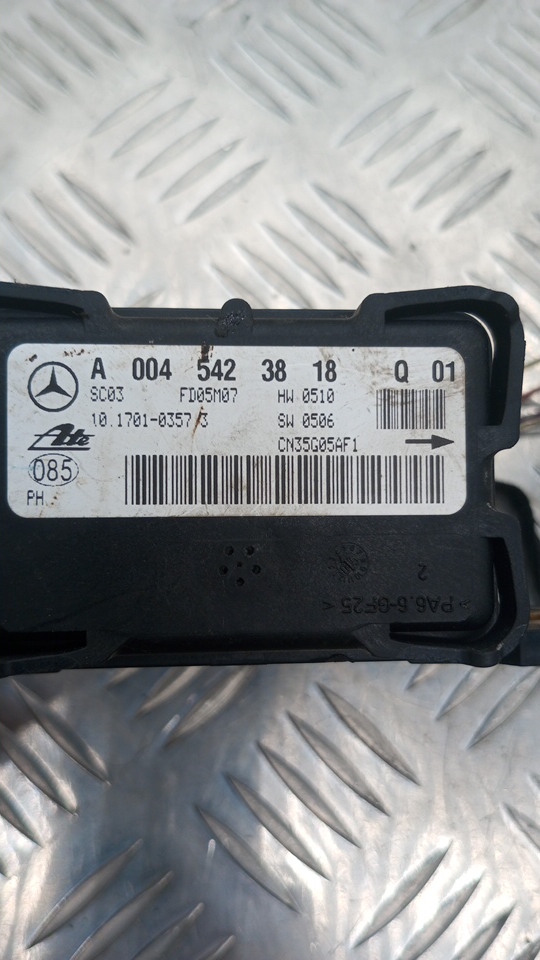 A 004 542 38 18 Q 01
SC03 FD05M07 HW 0510
10.1701-0357/3 SW 0506
Ate CN35G05AF1
085
PH.:
2
>PA6.6-GF25<